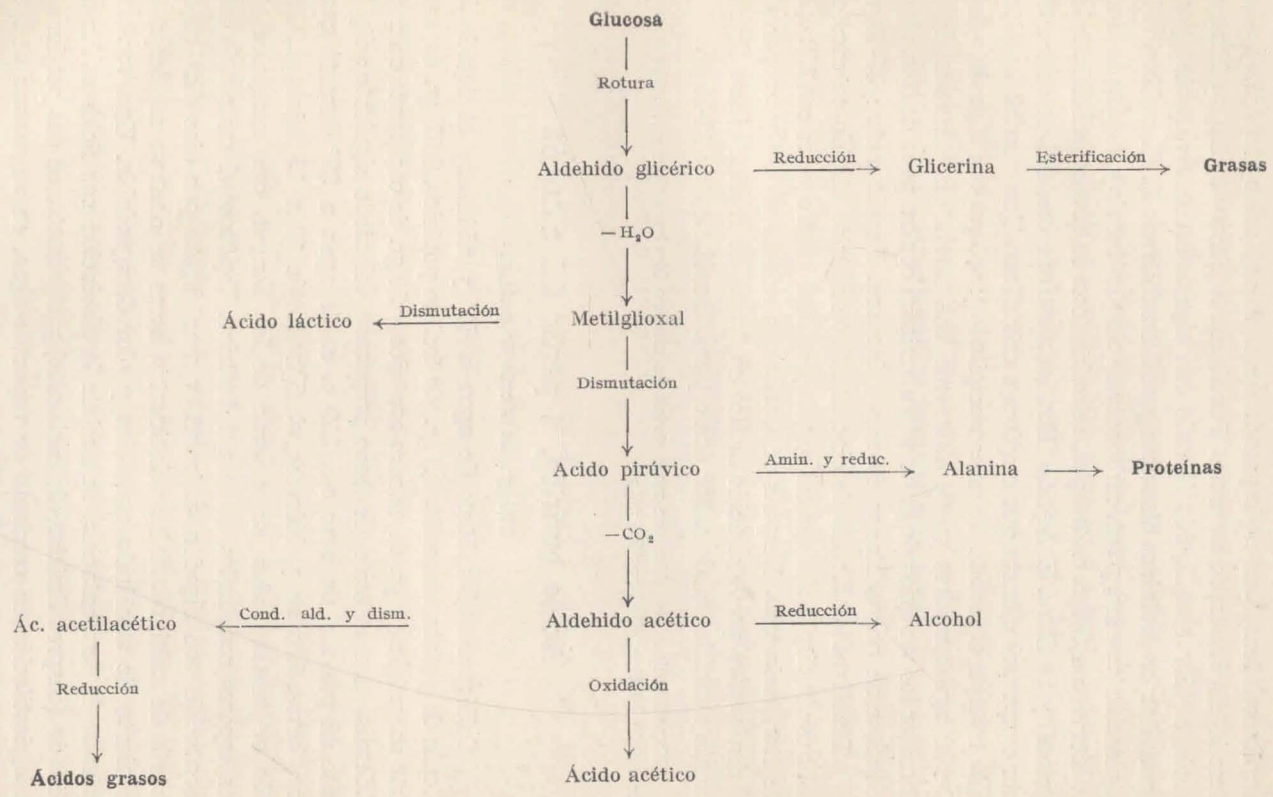 Glucosa
Rotura
Aldehido glicérico Reducción Glicerina Esterificación Grasas
— H₂O
Ácido láctico Dismutación Metilglioxal
Dismutación
Acido pirúvico Amin. y reduc. Alanina Proteínas
— CO₂
Ác. acetilacético Cond. ald. y dism. Aldehido acético Reducción Alcohol
Reducción Oxidación
Ácidos grasos Ácido acético